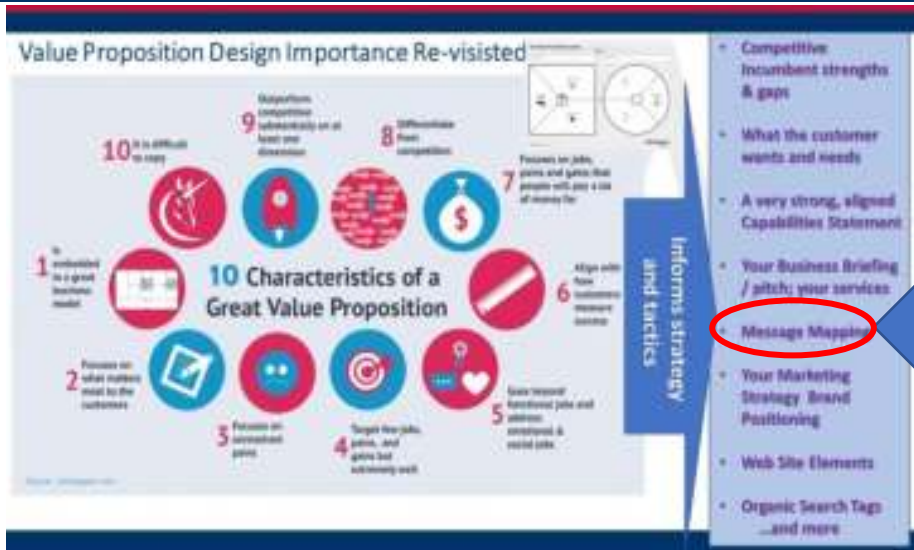 Value Proposition Design Importance Re-visisted
10 It is difficult
to copy
9 Outperform
competition
substantially on at
least one
dimension
8 Differentiate
from
competition
7 Focuses on jobs,
pains and gains that
people will pay a lot
of money for
1 Is
embedded
in a great
business
model
10 Characteristics of a
Great Value Proposition
6 Align with
how
customers
measure
success
2 Focuses on
what matters
most to the
customers
3 Focuses on
unresolved
pains
4 Target few jobs,
pains, and
gains but
extremely well
5 Goes beyond
functional jobs and
address
emotional &
social jobs
Informs strategy
and tactics
• Competitive
Incumbent strengths
& gaps
• What the customer
wants and needs
• A very strong, aligned
Capabilities Statement
• Your Business Briefing
/ pitch; your services
• Message Mapping
• Your Marketing
Strategy Brand
Positioning
• Web Site Elements
• Organic Search Tags
...and more